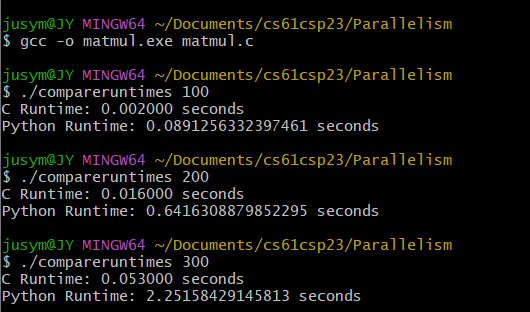 jusym@JY MINGW64 ~/Documents/cs61csp23/Parallelism
$ gcc -o matmul.exe matmul.c
jusym@JY MINGW64 ~/Documents/cs61csp23/Parallelism
$ ./compareruntimes 100
C Runtime: 0.002000 seconds
Python Runtime: 0.0891256332397461 seconds
jusym@JY MINGW64 ~/Documents/cs61csp23/Parallelism
$ ./compareruntimes 200
C Runtime: 0.016000 seconds
Python Runtime: 0.6416308879852295 seconds
jusym@JY MINGW64 ~/Documents/cs61csp23/Parallelism
$ ./compareruntimes 300
C Runtime: 0.053000 seconds
Python Runtime: 2.25158429145813 seconds